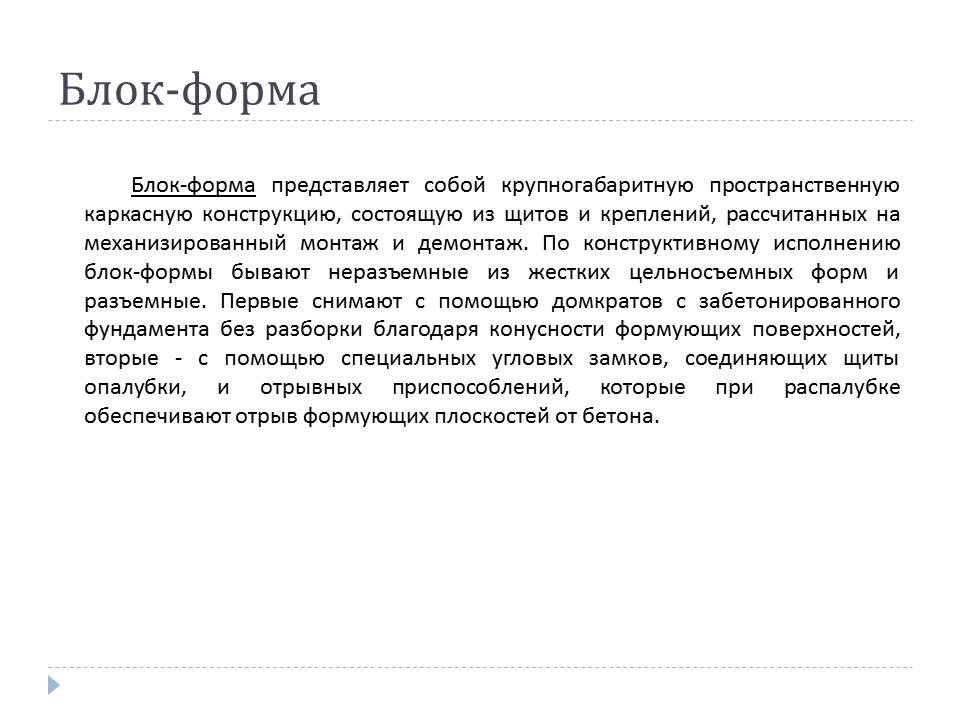 Блок-форма
Блок-форма представляет собой крупногабаритную пространственную
каркасную конструкцию, состоящую из щитов и креплений, рассчитанных на
механизированный монтаж и демонтаж. По конструктивному исполнению
блок-формы бывают неразъемные из жестких цельносъемных форм и
разъемные. Первые снимают с помощью домкратов с забетонированного
фундамента без разборки благодаря конусности формующих поверхностей,
вторые - с помощью специальных угловых замков, соединяющих щиты
опалубки, и отрывных приспособлений, которые при распалубке
обеспечивают отрыв формующих плоскостей от бетона.